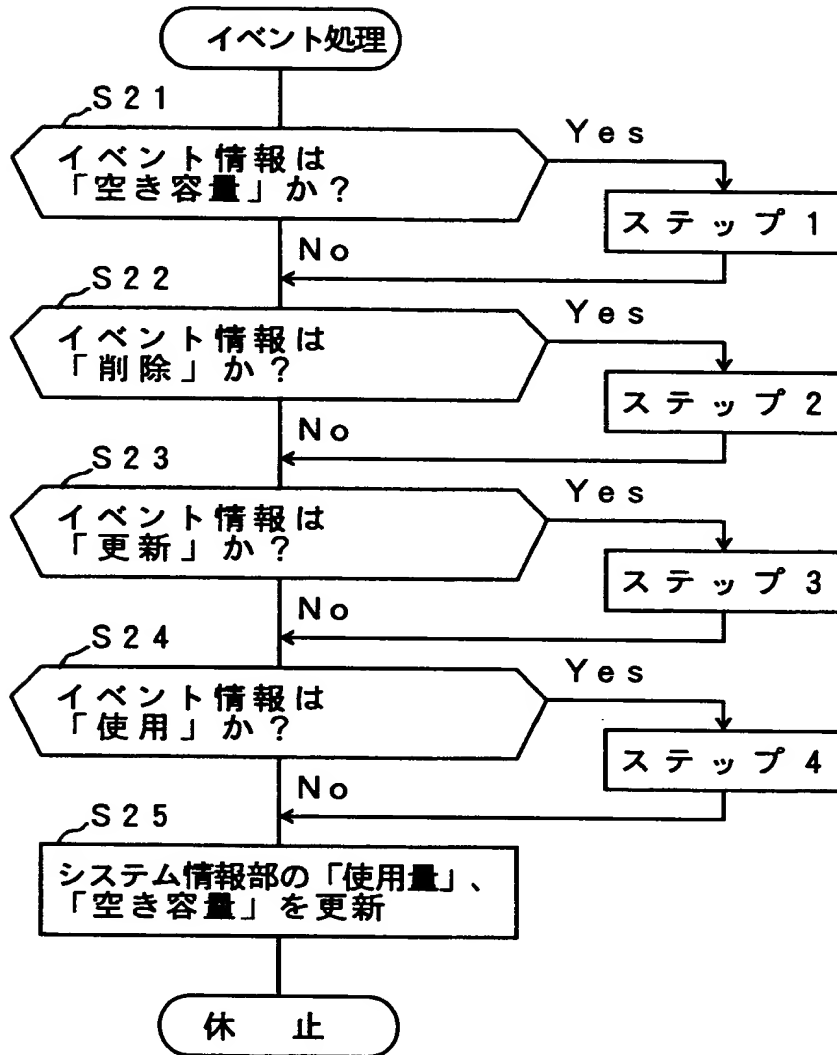 イベント処理
S21
イベント情報は
「空き容量」か?
Yes
ステップ1
No
S22
イベント情報は
「削除」か?
Yes
ステップ2
No
S23
イベント情報は
「更新」か?
Yes
ステップ3
No
S24
イベント情報は
「使用」か?
Yes
ステップ4
No
S25
システム情報部の「使用量」、
「空き容量」を更新
休 止